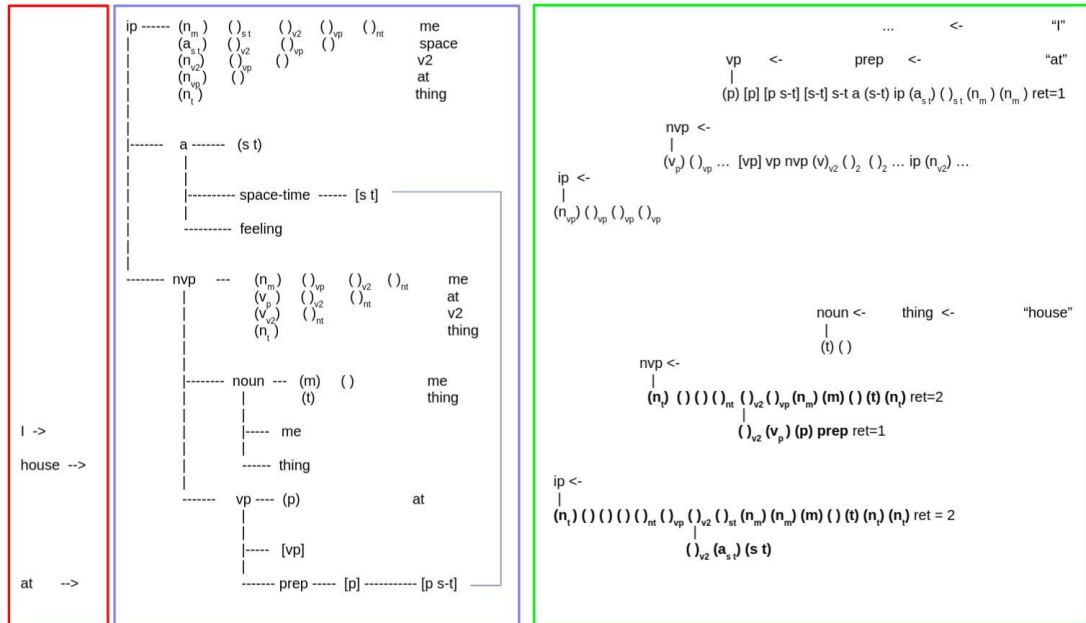 ip ------ (n_m) ( )_s t ( )_v2 ( )_vp ( )_nt me
(a_s t) ( )_v2 ( )_vp ( ) space
(n_v2) ( )_vp ( ) v2
(n_vp) ( ) at
(n_t) thing
|------ a ------- (s t)
|---------- space-time ------ [s t]
---------- feeling
-------- nvp --- (n_m) ( )_vp ( )_v2 ( )_nt me
(v_p) ( )_v2 ( )_nt at
(v_v2) ( )_nt v2
(n_t) thing
|-------- noun --- (m) ( ) me
(t) thing
I ->
|----- me
house -->
------ thing
------- vp ---- (p) at
|----- [vp]
at -->
------- prep ----- [p] ----------- [p s-t]
... <- “I”
vp <- prep <- “at”
|
(p) [p] [p s-t] [s-t] s-t a (s-t) ip (a_s t) ( )_s t (n_m) (n_m) ret=1
nvp <-
|
(v_p) ( )_vp ... [vp] vp nvp (v)_v2 ( )_2 ( )_2 ... ip (n_v2) ...
ip <-
|
(n_vp) ( )_vp ( )_vp ( )_vp
noun <- thing <- “house”
|
(t) ( )
nvp <-
|
(n_t) ( ) ( ) ( )_nt ( )_v2 ( )_vp (n_m) (m) ( ) (t) (n_t) ret=2
|
( )_v2 (v_p) (p) prep ret=1
ip <-
|
(n_t) ( ) ( ) ( ) ( )_nt ( )_vp ( )_v2 ( )_st (n_m) (n_m) (m) ( ) (t) (n_t) (n_t) ret = 2
|
( )_v2 (a_s t) (s t)